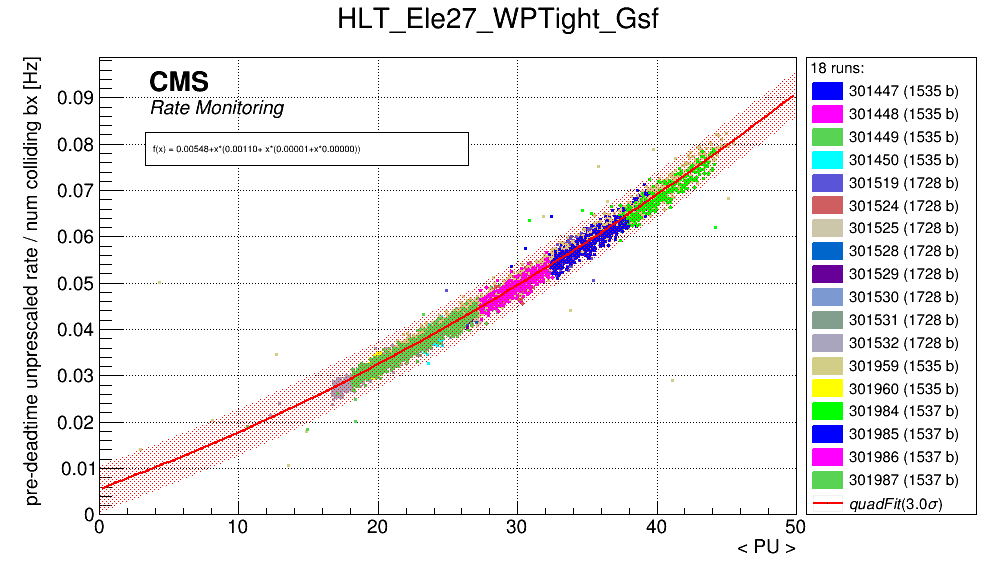 HLT_Ele27_WPTight_Gsf
pre-deadtime unprescaled rate / num colliding bx [Hz]
CMS
Rate Monitoring
f(x) = 0.00548+x*(0.00110+ x*(0.00001+x*0.00000))
0.09
0.08
0.07
0.06
0.05
0.04
0.03
0.02
0.01
0
0 10 20 30 40 50
< PU >
18 runs:
301447 (1535 b)
301448 (1535 b)
301449 (1535 b)
301450 (1535 b)
301519 (1728 b)
301524 (1728 b)
301525 (1728 b)
301528 (1728 b)
301529 (1728 b)
301530 (1728 b)
301531 (1728 b)
301532 (1728 b)
301959 (1535 b)
301960 (1535 b)
301984 (1537 b)
301985 (1537 b)
301986 (1537 b)
301987 (1537 b)
quadFit(3.0σ)